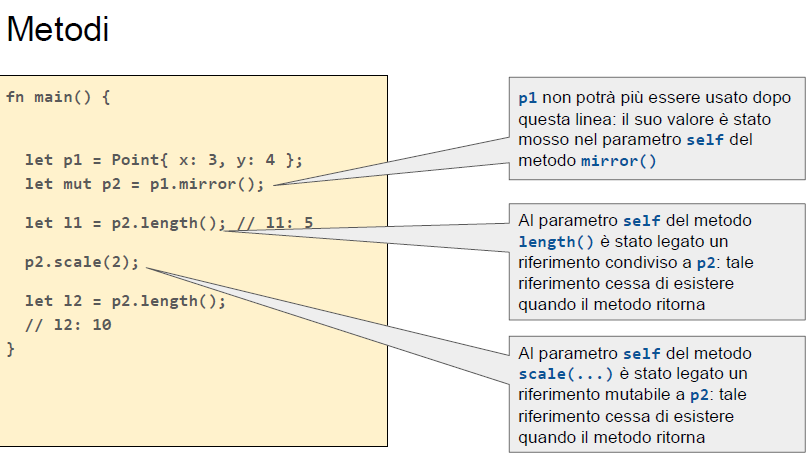 Metodi
fn main() {
let p1 = Point{ x: 3, y: 4 };
let mut p2 = p1.mirror();
let l1 = p2.length(); // l1: 5
p2.scale(2);
let l2 = p2.length();
// l2: 10
}
p1 non potrà più essere usato dopo
questa linea: il suo valore è stato
mosso nel parametro self del
metodo mirror()
Al parametro self del metodo
length() è stato legato un
riferimento condiviso a p2: tale
riferimento cessa di esistere
quando il metodo ritorna
Al parametro self del metodo
scale(...) è stato legato un
riferimento mutabile a p2: tale
riferimento cessa di esistere
quando il metodo ritorna